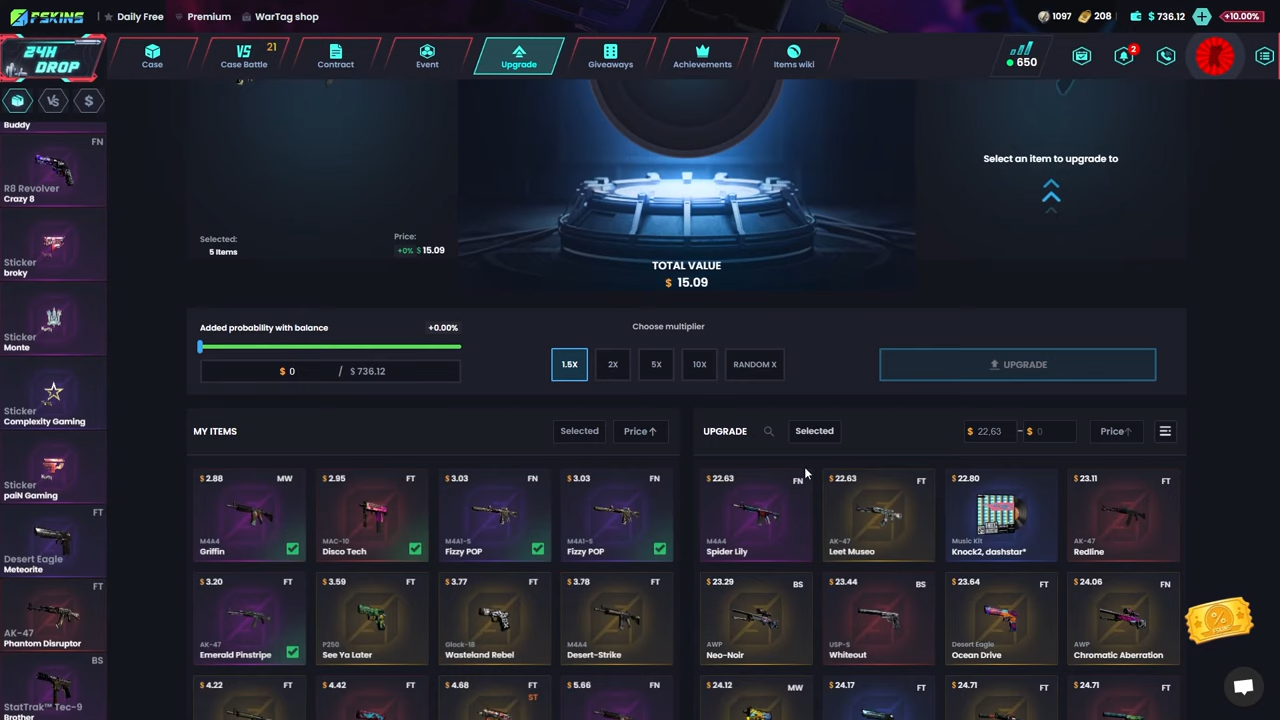 FSKINS
Daily Free
Premium
WarTag shop
1097
208
$ 736.12
+10.00%
24H
DROP
Case
Case Battle
21
Contract
Event
Upgrade
Giveaways
Achievements
Items wiki
650
2
VS
$
Buddy
FN
R8 Revolver
Crazy 8
Sticker
broky
Sticker
Monte
Sticker
Complexity Gaming
Sticker
paiN Gaming
FT
Desert Eagle
Meteorite
FT
AK-47
Phantom Disruptor
BS
StatTrak™ Tec-9
Brother
Selected:
5 Items
Price:
+0% $ 15.09
TOTAL VALUE
$ 15.09
Select an item to upgrade to
Added probability with balance
+0.00%
$ 0 / $ 736.12
Choose multiplier
1.5X
2X
5X
10X
RANDOM X
UPGRADE
MY ITEMS
Selected
Price
$ 2.88
MW
M4A4
Griffin
$ 2.95
FT
MAC-10
Disco Tech
$ 3.03
FN
M4A1-S
Fizzy POP
$ 3.03
FN
M4A1-S
Fizzy POP
$ 3.20
FT
AK-47
Emerald Pinstripe
$ 3.59
FT
P250
See Ya Later
$ 3.77
FT
Glock-18
Wasteland Rebel
$ 3.78
FT
M4A4
Desert-Strike
$ 4.22
FT
$ 4.42
FT
$ 4.68
FT
ST
$ 5.66
FN
UPGRADE
Selected
$ 22.63
-
$ 0
Price
$ 22.63
FN
M4A4
Spider Lily
$ 22.63
FT
AK-47
Leet Museo
$ 22.80
Music Kit
Knock2, dashstar*
$ 23.11
FT
AK-47
Redline
$ 23.29
BS
AWP
Neo-Noir
$ 23.44
BS
USP-S
Whiteout
$ 23.64
FT
Desert Eagle
Ocean Drive
$ 24.06
FN
AWP
Chromatic Aberration
$ 24.12
MW
$ 24.17
FT
$ 24.71
FT
$ 24.71
FT